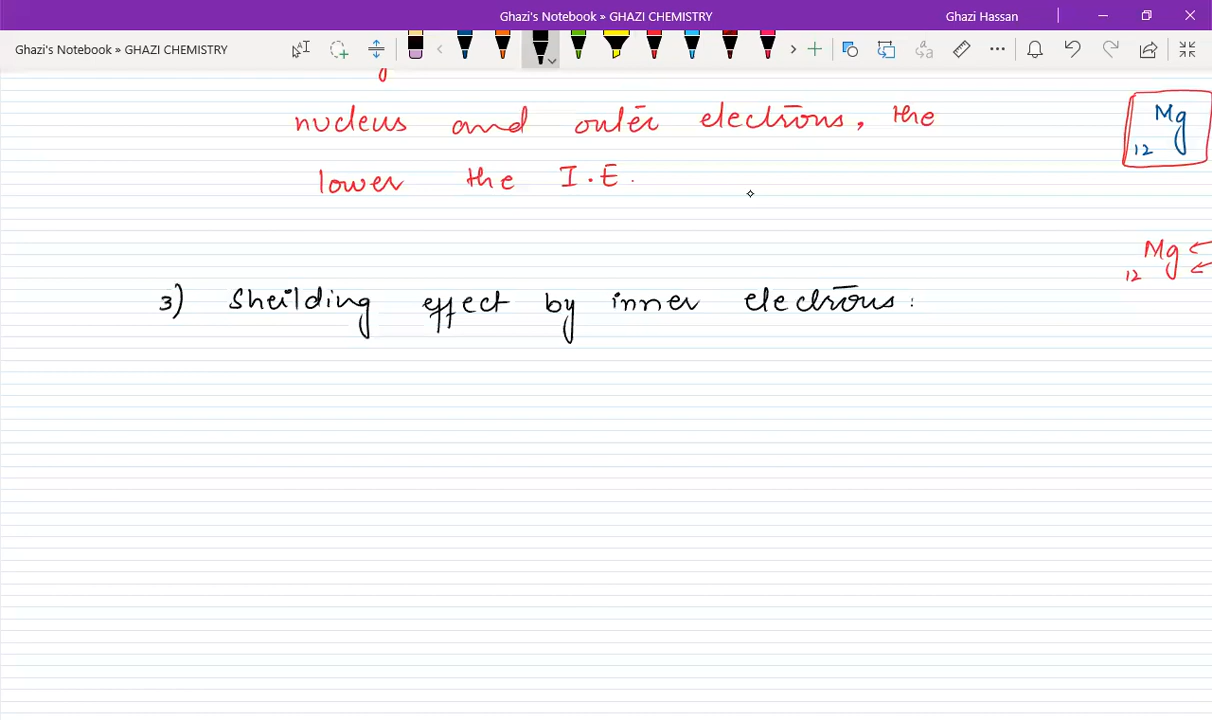 Ghazi's Notebook » GHAZI CHEMISTRY
Ghazi Hassan
Ghazi's Notebook » GHAZI CHEMISTRY
nucleus and outer electrons, the
lower the I.E.
12 Mg
12 Mg
3) Sheilding effect by inner electrons: